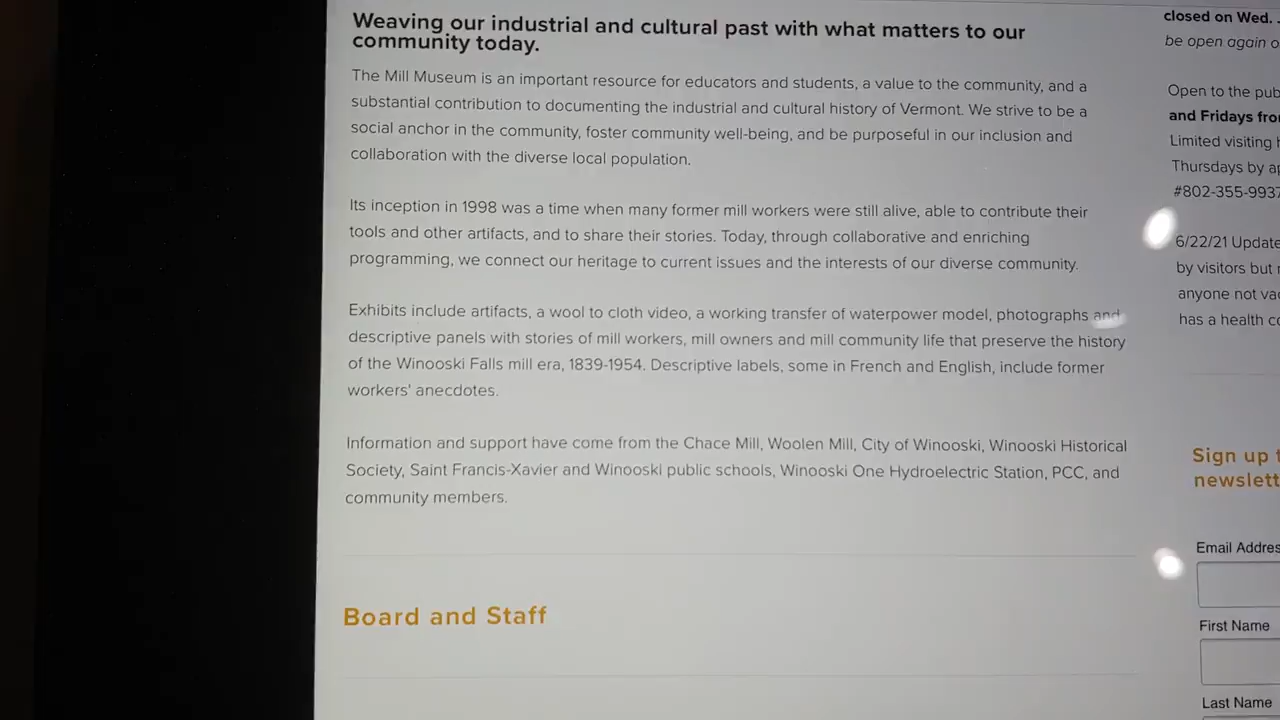 Weaving our industrial and cultural past with what matters to our
community today.
The Mill Museum is an important resource for educators and students, a value to the community, and a
substantial contribution to documenting the industrial and cultural history of Vermont. We strive to be a
social anchor in the community, foster community well-being, and be purposeful in our inclusion and
collaboration with the diverse local population.
Its inception in 1998 was a time when many former mill workers were still alive, able to contribute their
tools and other artifacts, and to share their stories. Today, through collaborative and enriching
programming, we connect our heritage to current issues and the interests of our diverse community.
Exhibits include artifacts, a wool to cloth video, a working transfer of waterpower model, photographs and
descriptive panels with stories of mill workers, mill owners and mill community life that preserve the history
of the Winooski Falls mill era, 1839-1954. Descriptive labels, some in French and English, include former
workers' anecdotes.
Information and support have come from the Chace Mill, Woolen Mill, City of Winooski, Winooski Historical
Society, Saint Francis-Xavier and Winooski public schools, Winooski One Hydroelectric Station, PCC, and
community members.
Board and Staff
closed on Wed.
be open again
Open to the
and Fridays
Limited visiting
Thursdays by
#802-355-9937
6/22/21
by visitors but
anyone not
has a health
Sign up
Email
First Name
Last Name